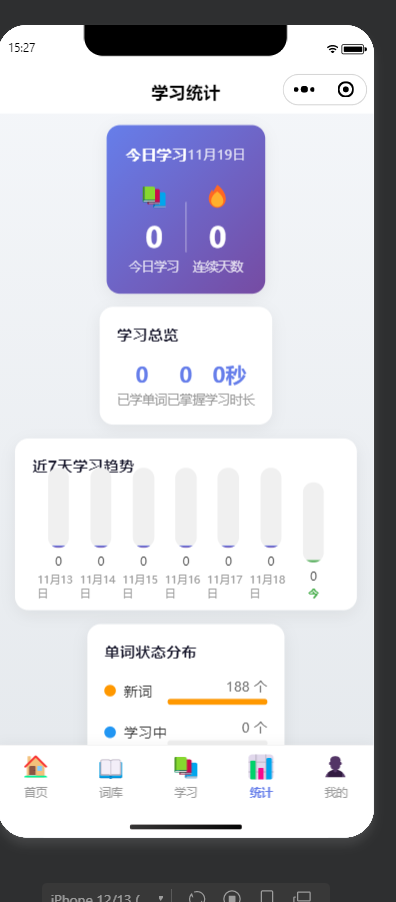 15:27
学习统计
今日学习 11月19日
0 0
今日学习 连续天数
学习总览
0 0 0秒
已学单词 已掌握 学习时长
近7天学习趋势
0 0 0 0 0 0 0
11月13日 11月14日 11月15日 11月16日 11月17日 11月18日 今
单词状态分布
新词 188 个
学习中 0 个
首页 词库 学习 统计 我的
iPhone 12/13 (